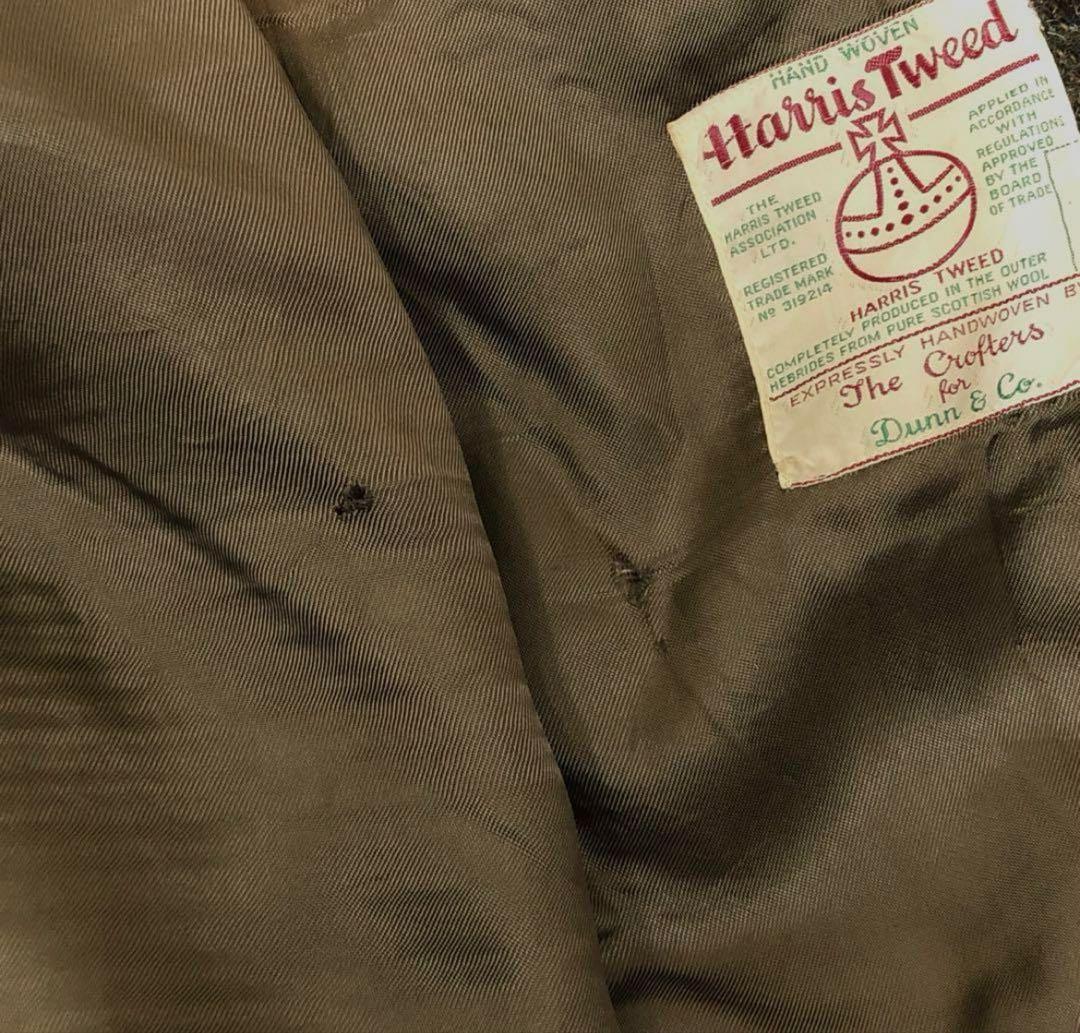 HAND WOVEN
Harris Tweed
THE
HARRIS TWEED
ASSOCIATION
LTD.
REGISTERED
TRADE MARK
Nº 319214
APPLIED IN
ACCORDANCE
WITH
REGULATIONS
APPROVED
BY THE
BOARD
OF TRADE
HARRIS TWEED
COMPLETELY PRODUCED IN THE OUTER
HEBRIDES FROM PURE SCOTTISH WOOL
EXPRESSLY HANDWOVEN BY
The Crofters
for
Dunn & Co.